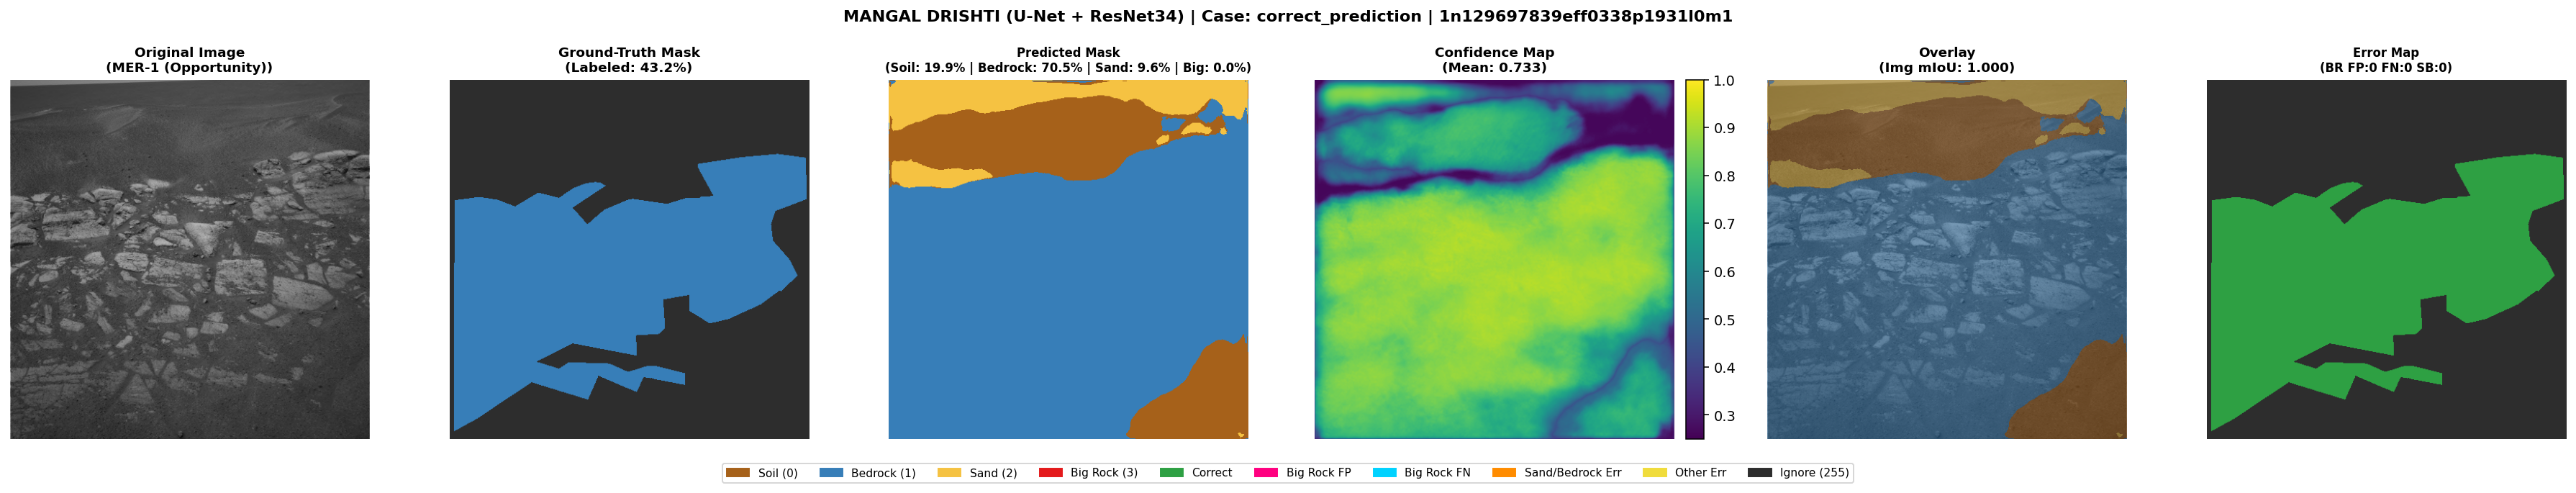 MANGAL DRISHTI (U-Net + ResNet34) | Case: correct_prediction | 1n129697839eff0338p1931l0m1
Original Image
(MER-1 (Opportunity))
Ground-Truth Mask
(Labeled: 43.2%)
Predicted Mask
(Soil: 19.9% | Bedrock: 70.5% | Sand: 9.6% | Big: 0.0%)
Confidence Map
(Mean: 0.733)
1.0
0.9
0.8
0.7
0.6
0.5
0.4
0.3
Overlay
(Img mIoU: 1.000)
Error Map
(BR FP:0 FN:0 SB:0)
Soil (0)
Bedrock (1)
Sand (2)
Big Rock (3)
Correct
Big Rock FP
Big Rock FN
Sand/Bedrock Err
Other Err
Ignore (255)